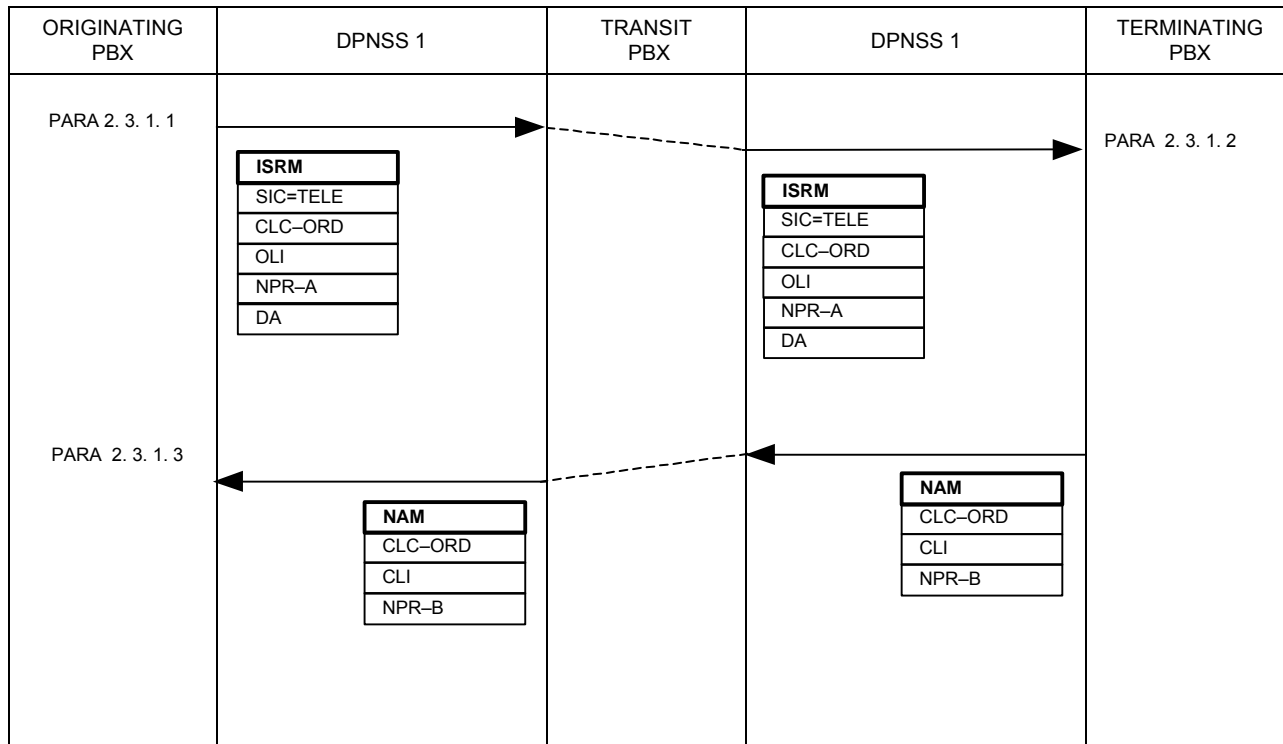 ORIGINATING
PBX
DPNSS 1
TRANSIT
PBX
DPNSS 1
TERMINATING
PBX
PARA 2. 3. 1. 1
PARA 2. 3. 1. 2
ISRM
SIC=TELE
CLC–ORD
OLI
NPR–A
DA
ISRM
SIC=TELE
CLC–ORD
OLI
NPR–A
DA
PARA 2. 3. 1. 3
NAM
CLC–ORD
CLI
NPR–B
NAM
CLC–ORD
CLI
NPR–B